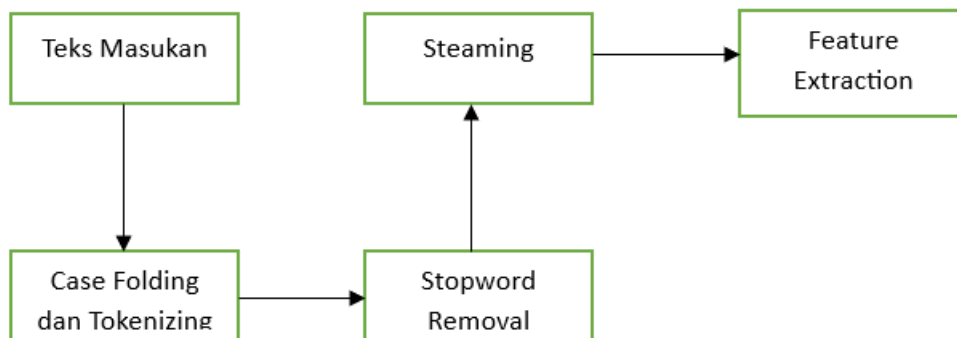 Teks Masukan
Case Folding
dan Tokenizing
Stopword
Removal
Steaming
Feature
Extraction